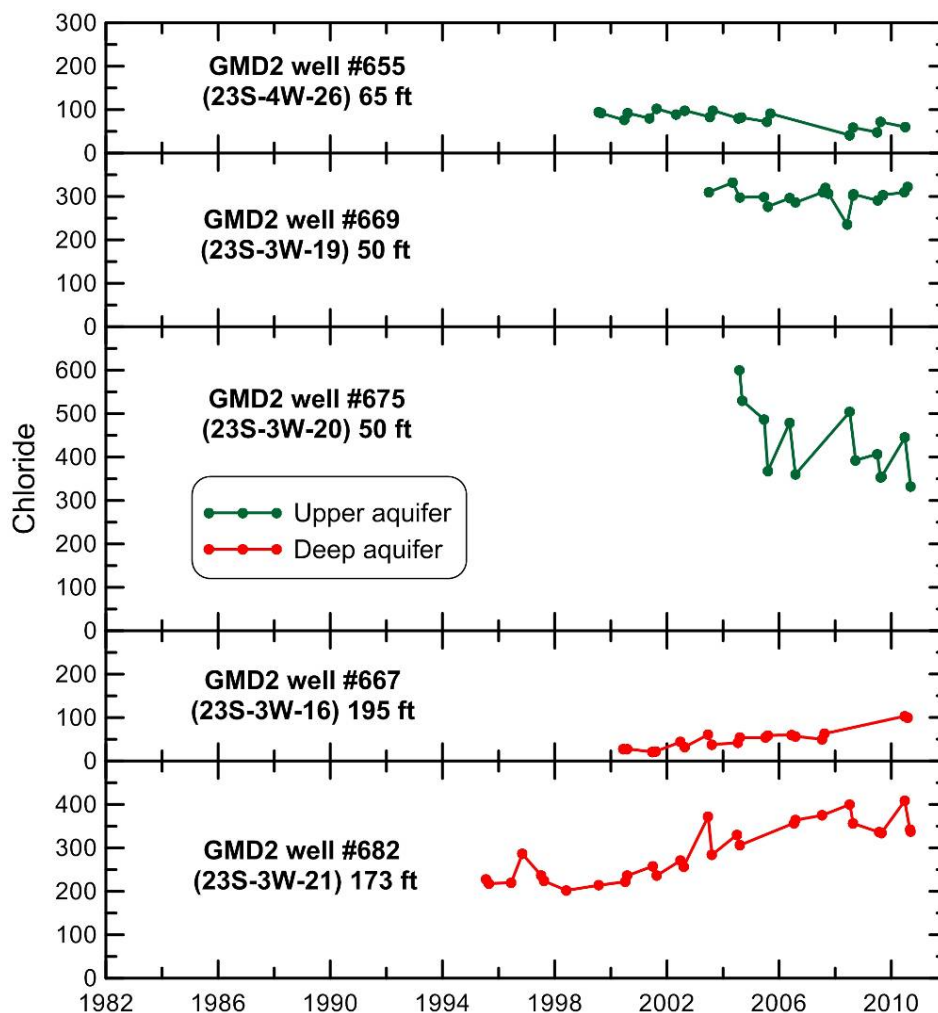 300
200
100
0
GMD2 well #655
(23S-4W-26) 65 ft
300
200
100
0
GMD2 well #669
(23S-3W-19) 50 ft
600
500
400
300
200
100
0
GMD2 well #675
(23S-3W-20) 50 ft
Upper aquifer
Deep aquifer
Chloride
200
100
0
GMD2 well #667
(23S-3W-16) 195 ft
400
300
200
100
0
GMD2 well #682
(23S-3W-21) 173 ft
1982 1986 1990 1994 1998 2002 2006 2010